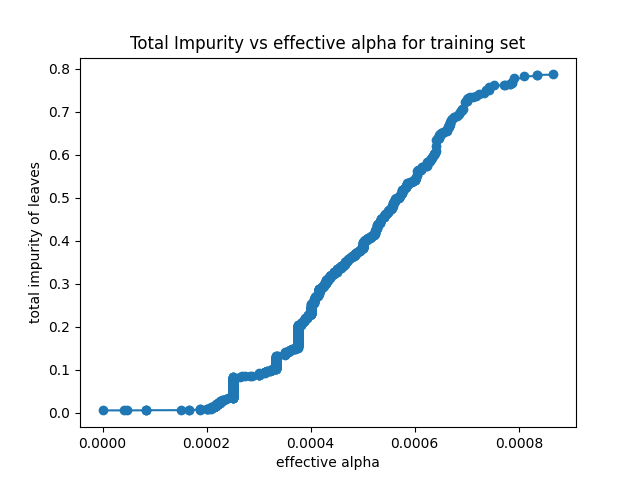 Total Impurity vs effective alpha for training set
total impurity of leaves
0.8
0.7
0.6
0.5
0.4
0.3
0.2
0.1
0.0
0.0000 0.0002 0.0004 0.0006 0.0008
effective alpha